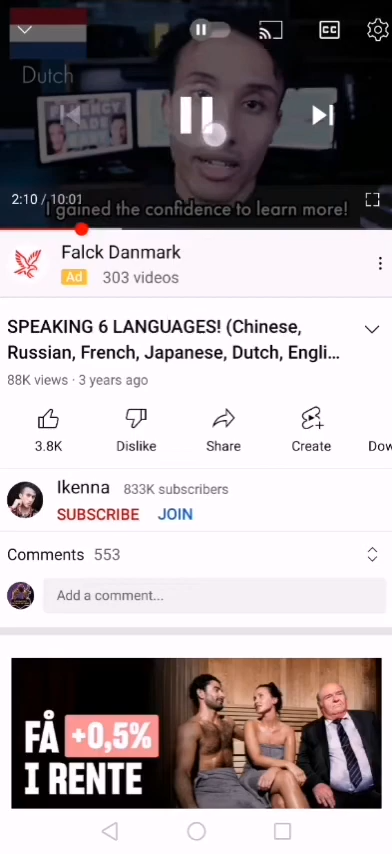 Dutch
CC
2:10 / 10:01
I gained the confidence to learn more!
Falck Danmark
Ad 303 videos
SPEAKING 6 LANGUAGES! (Chinese,
Russian, French, Japanese, Dutch, Engli...
88K views · 3 years ago
3.8K Dislike Share Create Dow
Ikenna 833K subscribers
SUBSCRIBE JOIN
Comments 553
Add a comment...
FÅ +0,5%
I RENTE